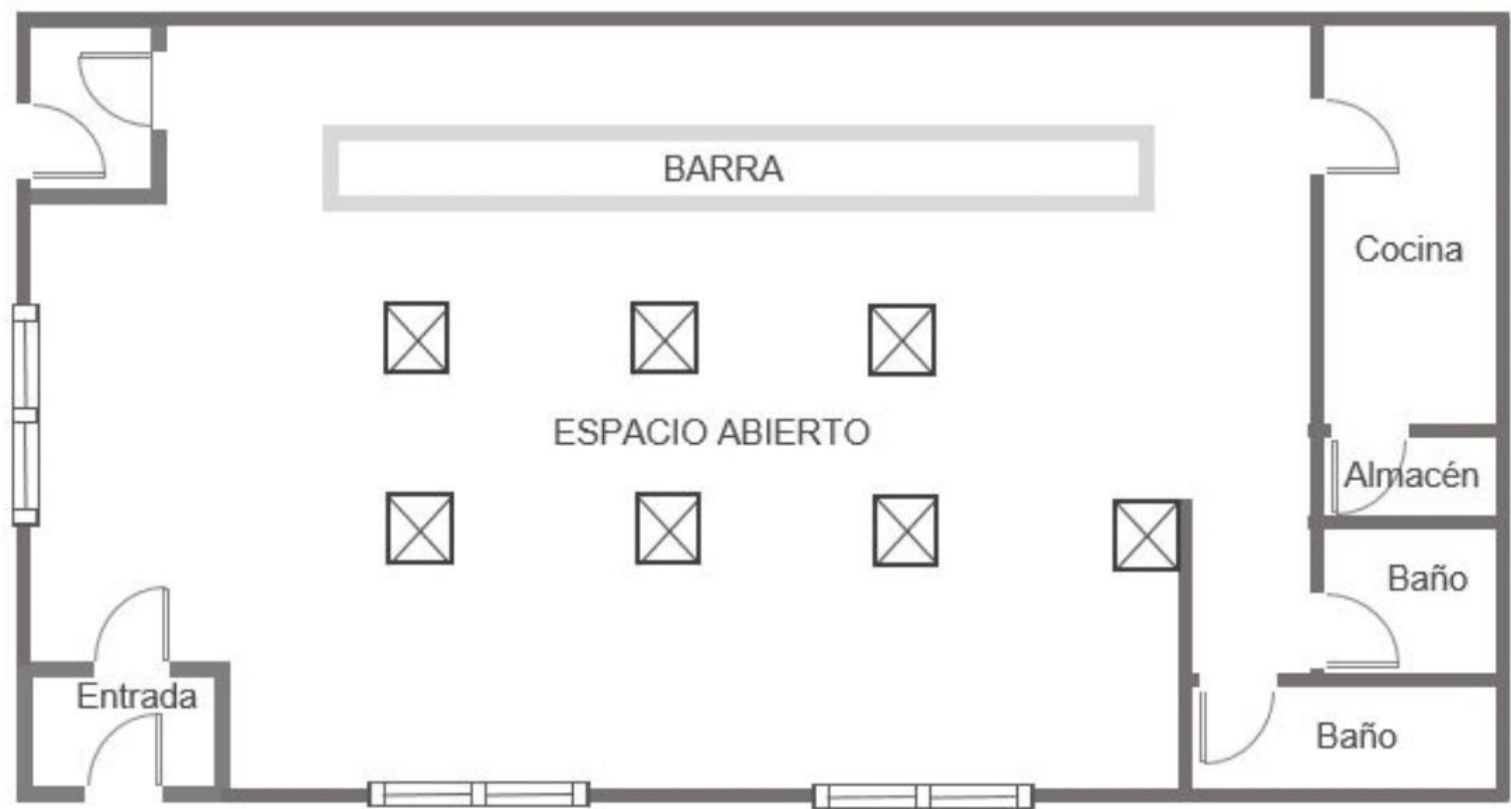 BARRA
Cocina
ESPACIO ABIERTO
Almacén
Baño
Entrada
Baño